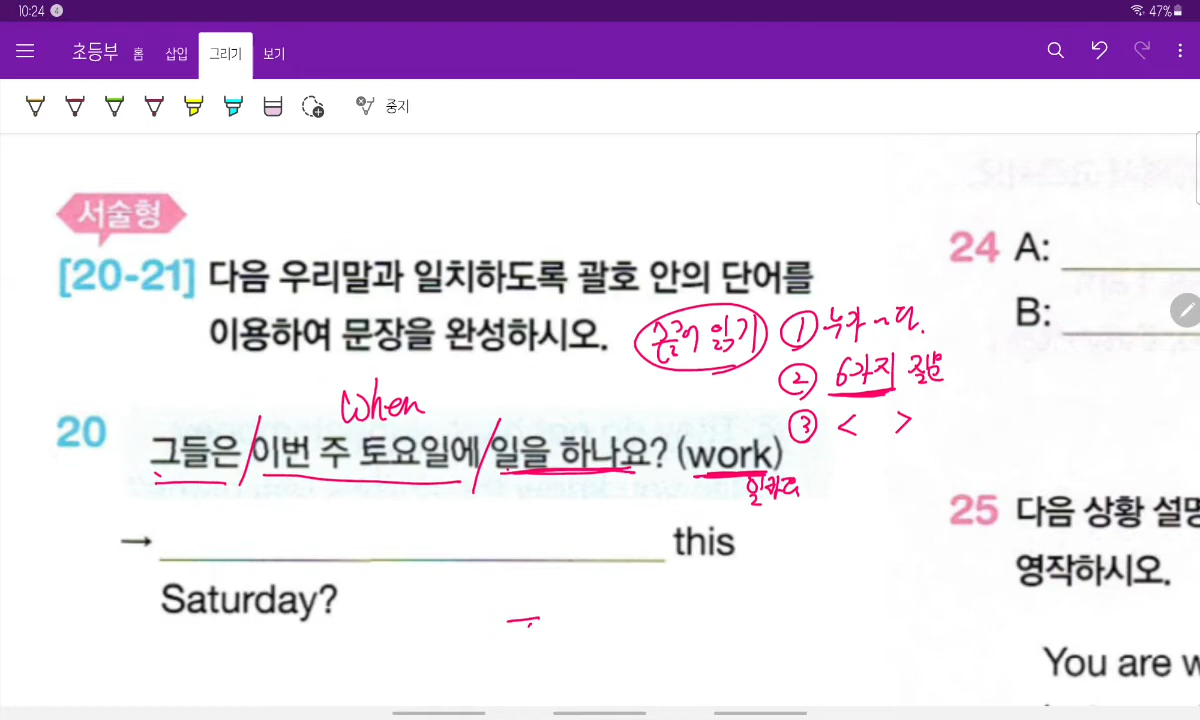 10:24 4 47%
초등부 홈 삽입 그리기 보기
중지
서술형
[20-21] 다음 우리말과 일치하도록 괄호 안의 단어를
이용하여 문장을 완성하시오.
끊어 읽기 ① 누가 ~다.
② 6가지 질문
③ < >
When
20 그들은 / 이번 주 토요일에 / 일을 하나요? (work)
일하다
→ this
Saturday?
24 A:
B:
25 다음 상황 설명
영작하시오.
You are w